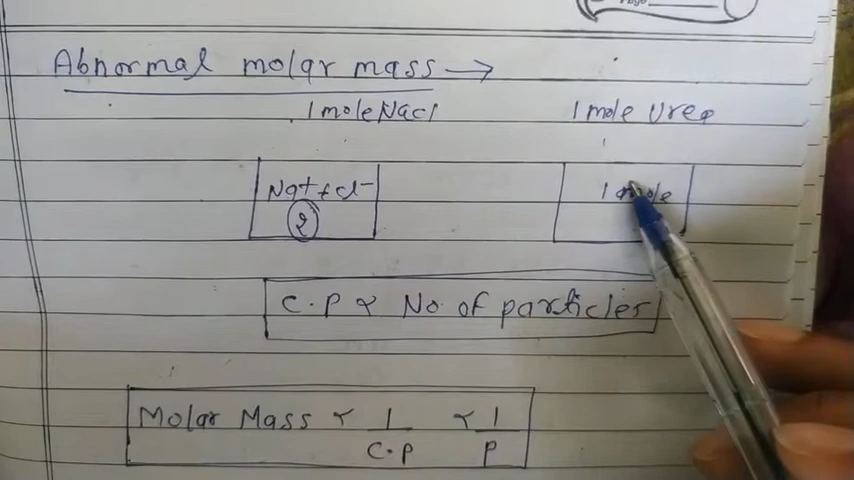 Page
Abnormal molar mass →
1 mole NaCl 1 mole Urea
Na+ + Cl- 1 mole
2
C.P ∝ No. of particles
Molar Mass ∝ 1/C.P ∝ 1/P